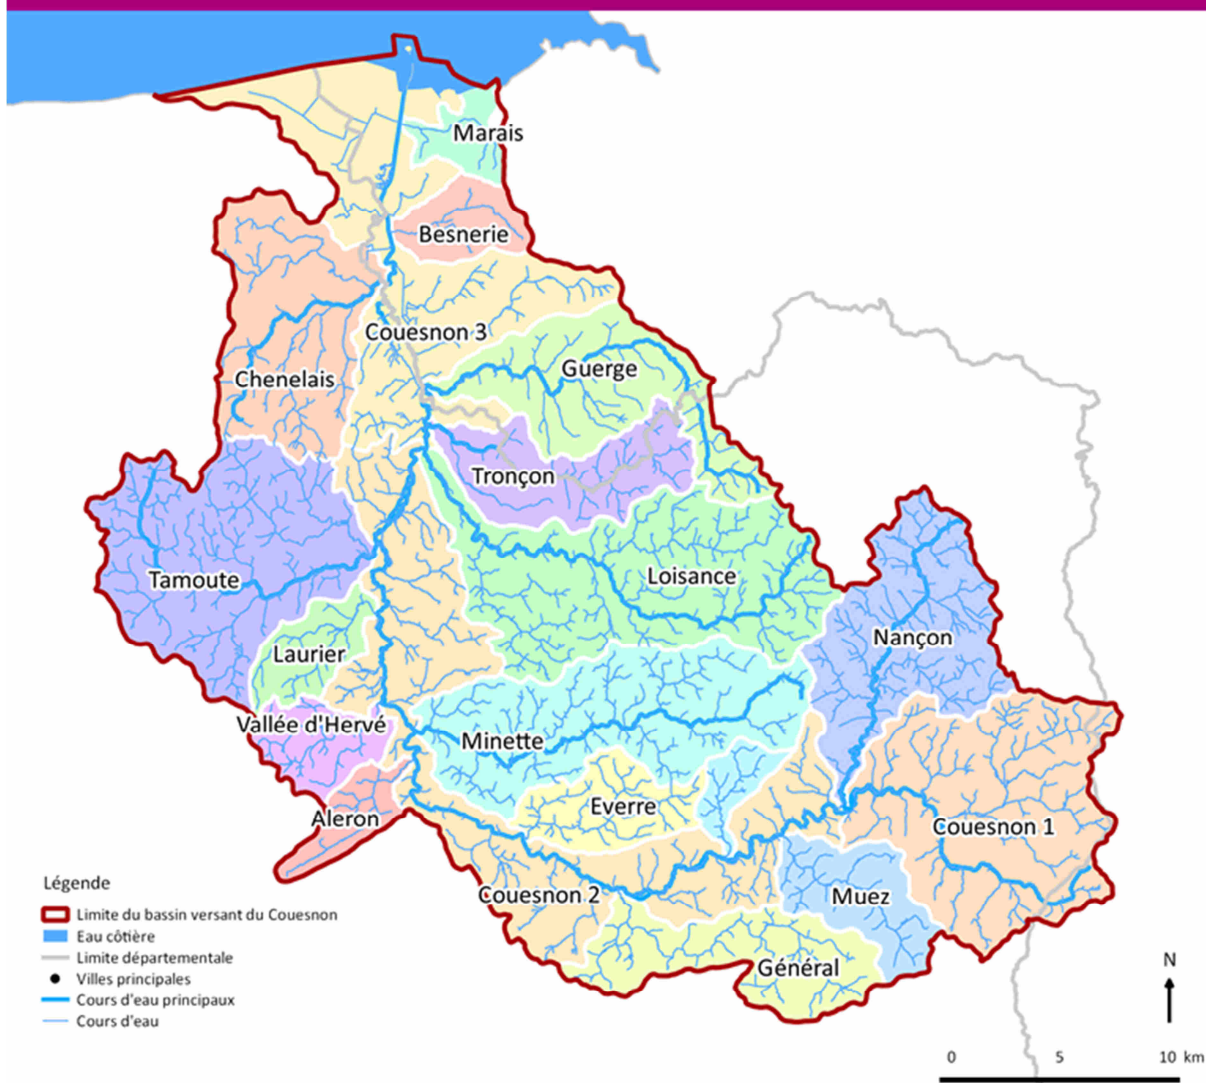 Marais
Besnerie
Couesnon 3
Guerge
Chenelais
Tronçon
Loisance
Tamoute
Nançon
Laurier
Vallée d'Hervé
Minette
Everre
Aleron
Couesnon 1
Couesnon 2
Muez
Général
Légende
Limite du bassin versant du Couesnon
Eau côtière
Limite départementale
Villes principales
Cours d'eau principaux
Cours d'eau
N
0 5 10 km